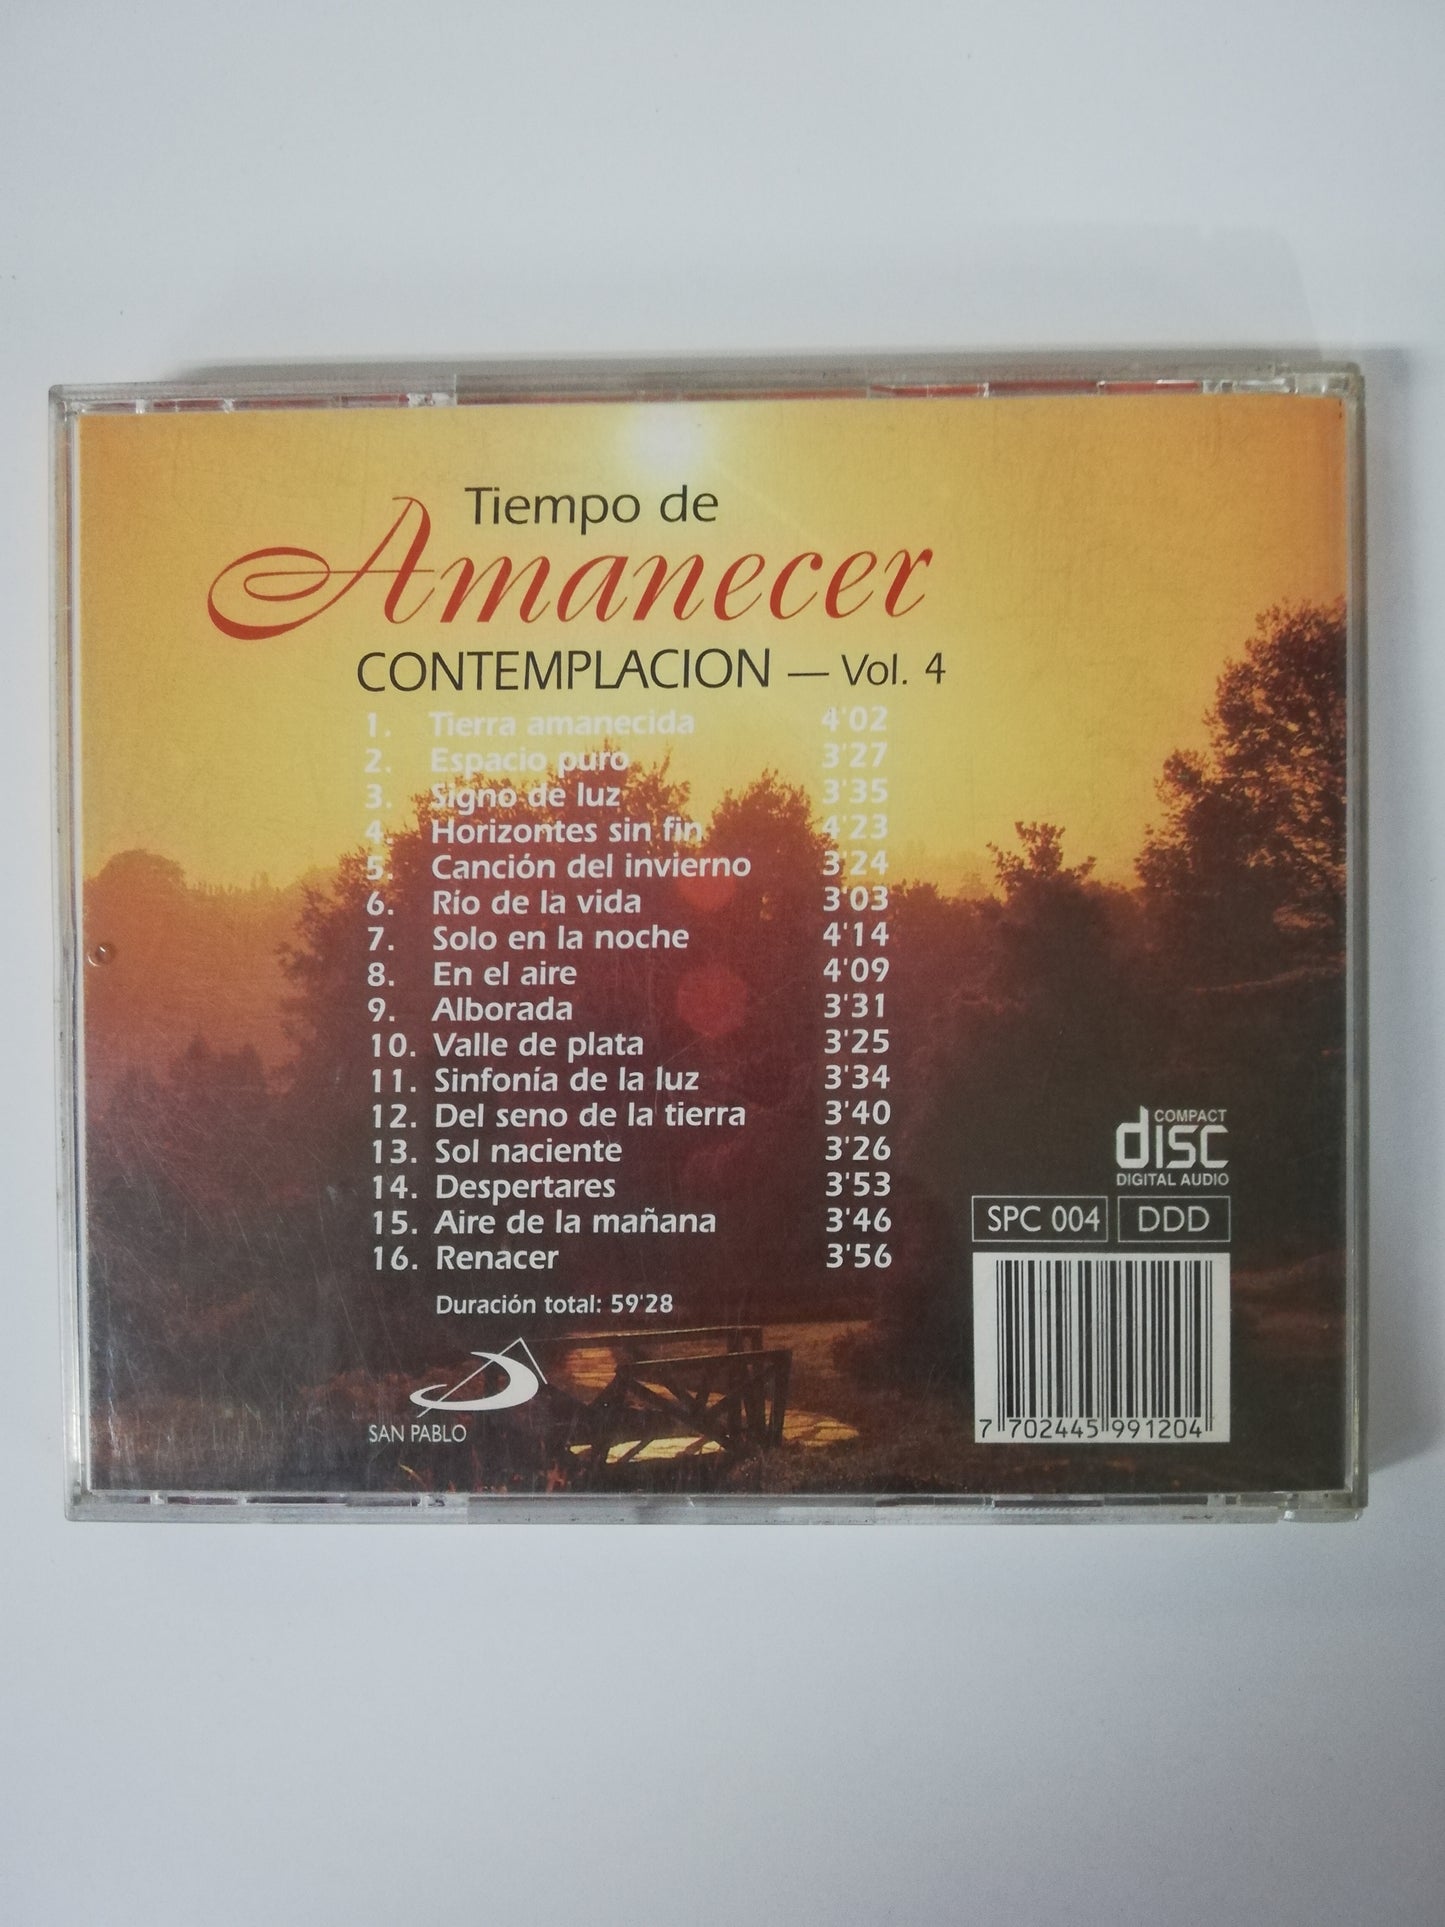 Tiempo de
Amanecer
CONTEMPLACION — Vol. 4
1. Tierra amanecida 4'02
2. Espacio puro 3'27
3. Signo de luz 3'35
4. Horizontes sin fin 4'23
5. Canción del invierno 3'24
6. Río de la vida 3'03
7. Solo en la noche 4'14
8. En el aire 4'09
9. Alborada 3'31
10. Valle de plata 3'25
11. Sinfonía de la luz 3'34
12. Del seno de la tierra 3'40
13. Sol naciente 3'26
14. Despertares 3'53
15. Aire de la mañana 3'46
16. Renacer 3'56
Duración total: 59'28
SAN PABLO
COMPACT
disc
DIGITAL AUDIO
SPC 004 DDD
7 702445 991204